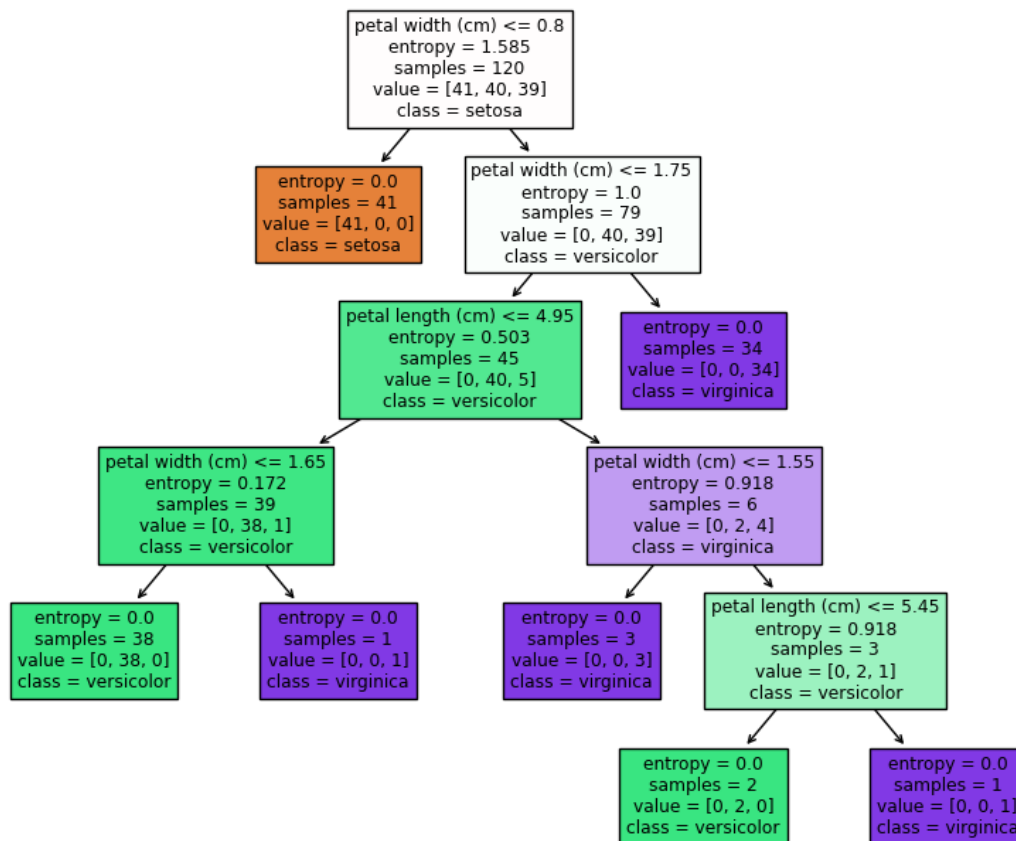 petal width (cm) <= 0.8
entropy = 1.585
samples = 120
value = [41, 40, 39]
class = setosa
entropy = 0.0
samples = 41
value = [41, 0, 0]
class = setosa
petal width (cm) <= 1.75
entropy = 1.0
samples = 79
value = [0, 40, 39]
class = versicolor
petal length (cm) <= 4.95
entropy = 0.503
samples = 45
value = [0, 40, 5]
class = versicolor
entropy = 0.0
samples = 34
value = [0, 0, 34]
class = virginica
petal width (cm) <= 1.65
entropy = 0.172
samples = 39
value = [0, 38, 1]
class = versicolor
petal width (cm) <= 1.55
entropy = 0.918
samples = 6
value = [0, 2, 4]
class = virginica
entropy = 0.0
samples = 38
value = [0, 38, 0]
class = versicolor
entropy = 0.0
samples = 1
value = [0, 0, 1]
class = virginica
entropy = 0.0
samples = 3
value = [0, 0, 3]
class = virginica
petal length (cm) <= 5.45
entropy = 0.918
samples = 3
value = [0, 2, 1]
class = versicolor
entropy = 0.0
samples = 2
value = [0, 2, 0]
class = versicolor
entropy = 0.0
samples = 1
value = [0, 0, 1]
class = virginica